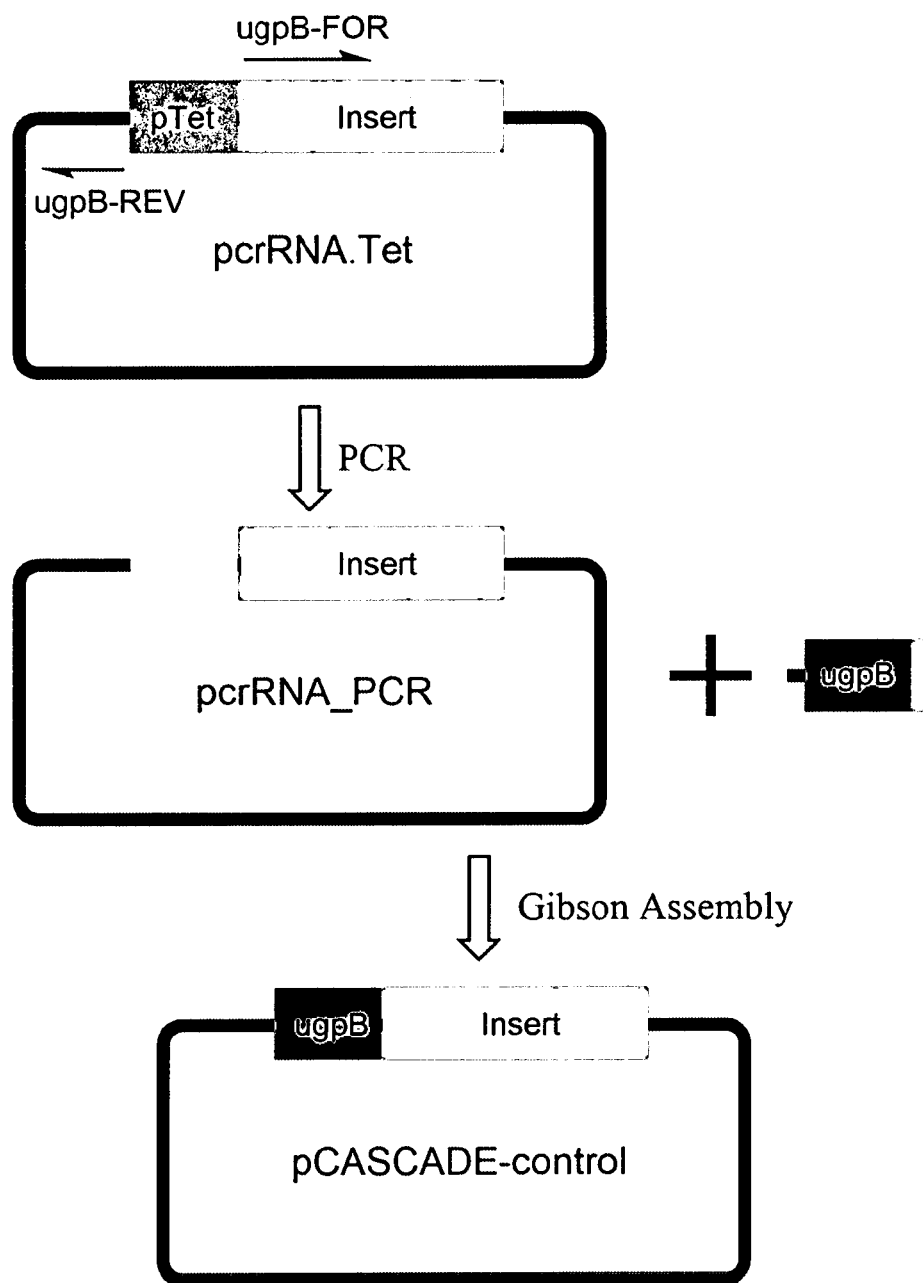 ugpB-FOR
pTet Insert
ugpB-REV
pcrRNA.Tet
PCR
Insert
pcrRNA_PCR
+
ugpB
Gibson Assembly
ugpB Insert
pCASCADE-control